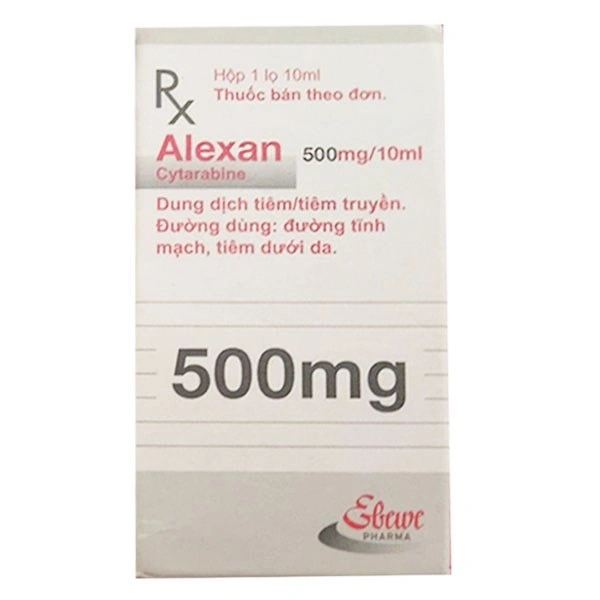 Rx
Hộp 1 lọ 10ml
Thuốc bán theo đơn.
Alexan 500mg/10ml
Cytarabine
Dung dịch tiêm/tiêm truyền.
Đường dùng: đường tĩnh
mạch, tiêm dưới da.
500mg
Ebewe
PHARMA